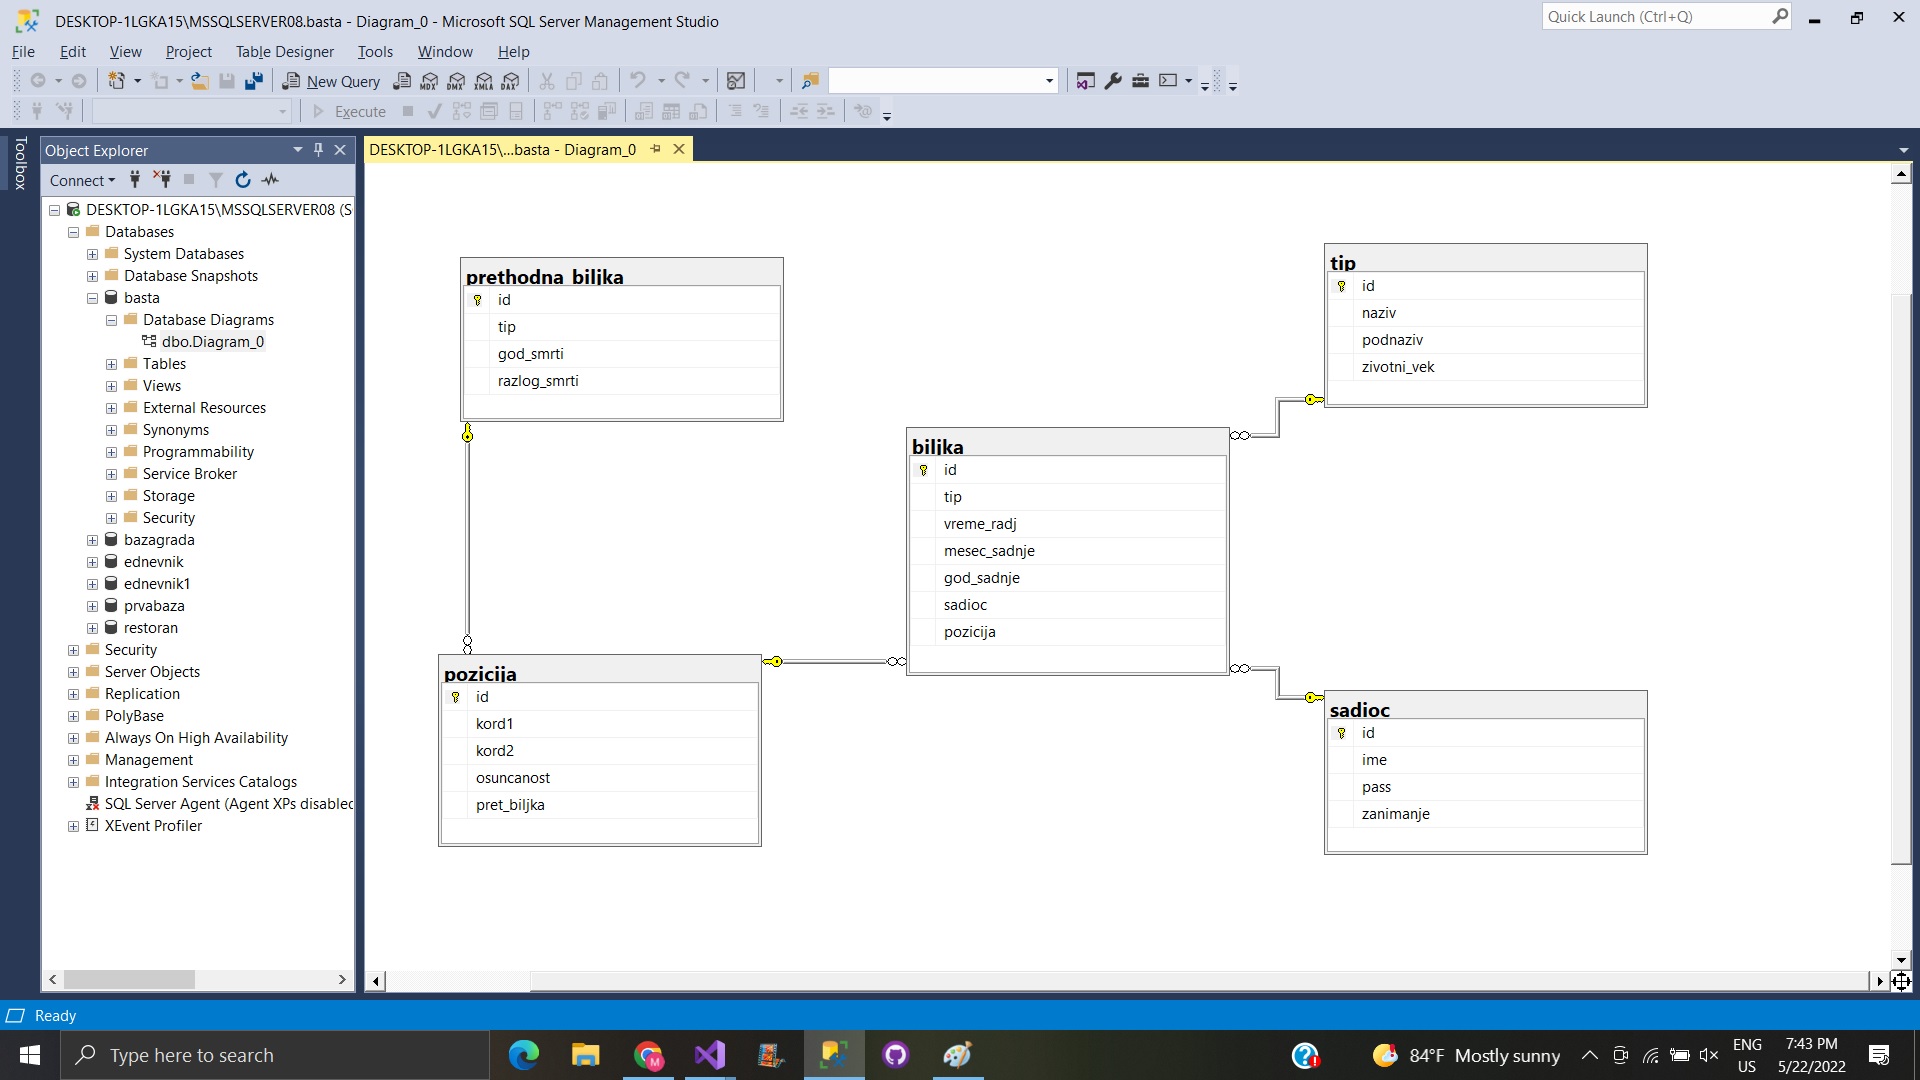 DESKTOP-1LGKA15\MSSQLSERVER08.basta - Diagram_0 - Microsoft SQL Server Management Studio
Quick Launch (Ctrl+Q)
File Edit View Project Table Designer Tools Window Help
New Query MDX DMX XMLA DAX
Execute
Toolbox
Object Explorer
Connect
DESKTOP-1LGKA15\MSSQLSERVER08 (S
Databases
System Databases
Database Snapshots
basta
Database Diagrams
dbo.Diagram_0
Tables
Views
External Resources
Synonyms
Programmability
Service Broker
Storage
Security
bazagrada
ednevnik
ednevnik1
prvabaza
restoran
Security
Server Objects
Replication
PolyBase
Always On High Availability
Management
Integration Services Catalogs
SQL Server Agent (Agent XPs disabled
XEvent Profiler
DESKTOP-1LGKA15\...basta - Diagram_0
prethodna_biljka
id
tip
god_smrti
razlog_smrti
tip
id
naziv
podnaziv
zivotni_vek
biljka
id
tip
vreme_radj
mesec_sadnje
god_sadnje
sadioc
pozicija
pozicija
id
kord1
kord2
osuncanost
pret_biljka
sadioc
id
ime
pass
zanimanje
Ready
Type here to search
84°F Mostly sunny
ENG
US
7:43 PM
5/22/2022